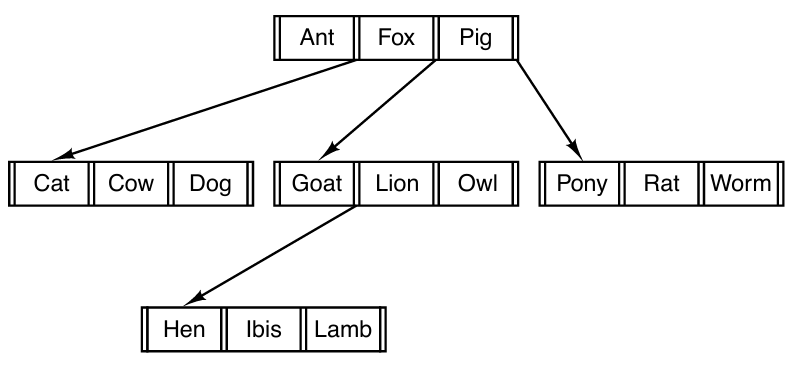 Ant Fox Pig
Cat Cow Dog Goat Lion Owl Pony Rat Worm
Hen Ibis Lamb